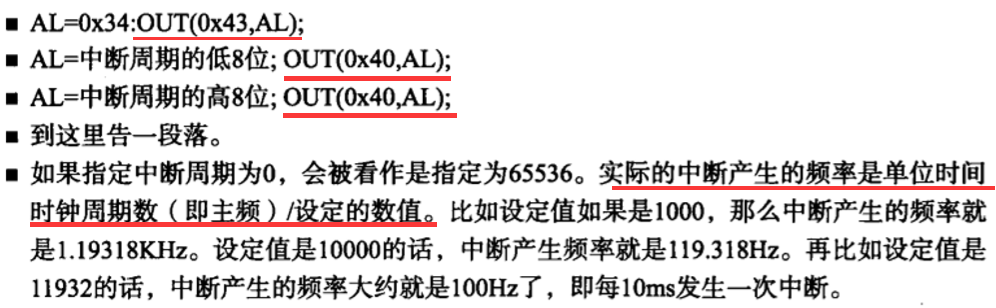 ■ AL=0x34:OUT(0x43,AL);
■ AL=中断周期的低8位; OUT(0x40,AL);
■ AL=中断周期的高8位; OUT(0x40,AL);
■ 到这里告一段落。
■ 如果指定中断周期为0，会被看作是指定为65536。实际的中断产生的频率是单位时间
时钟周期数（即主频）/设定的数值。比如设定值如果是1000，那么中断产生的频率就
是1.19318KHz。设定值是10000的话，中断产生频率就是119.318Hz。再比如设定值是
11932的话，中断产生的频率大约就是100Hz了，即每10ms发生一次中断。